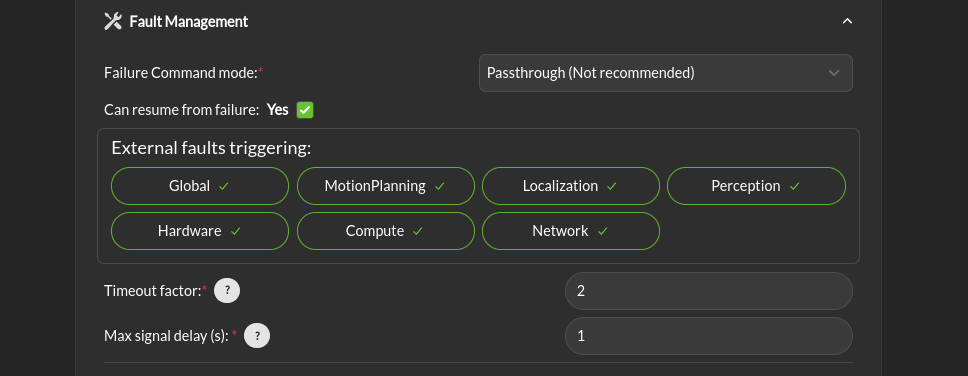 Fault Management
Failure Command mode:* Passthrough (Not recommended)
Can resume from failure: Yes
External faults triggering:
Global MotionPlanning Localization Perception
Hardware Compute Network
Timeout factor:* ? 2
Max signal delay (s): * ? 1